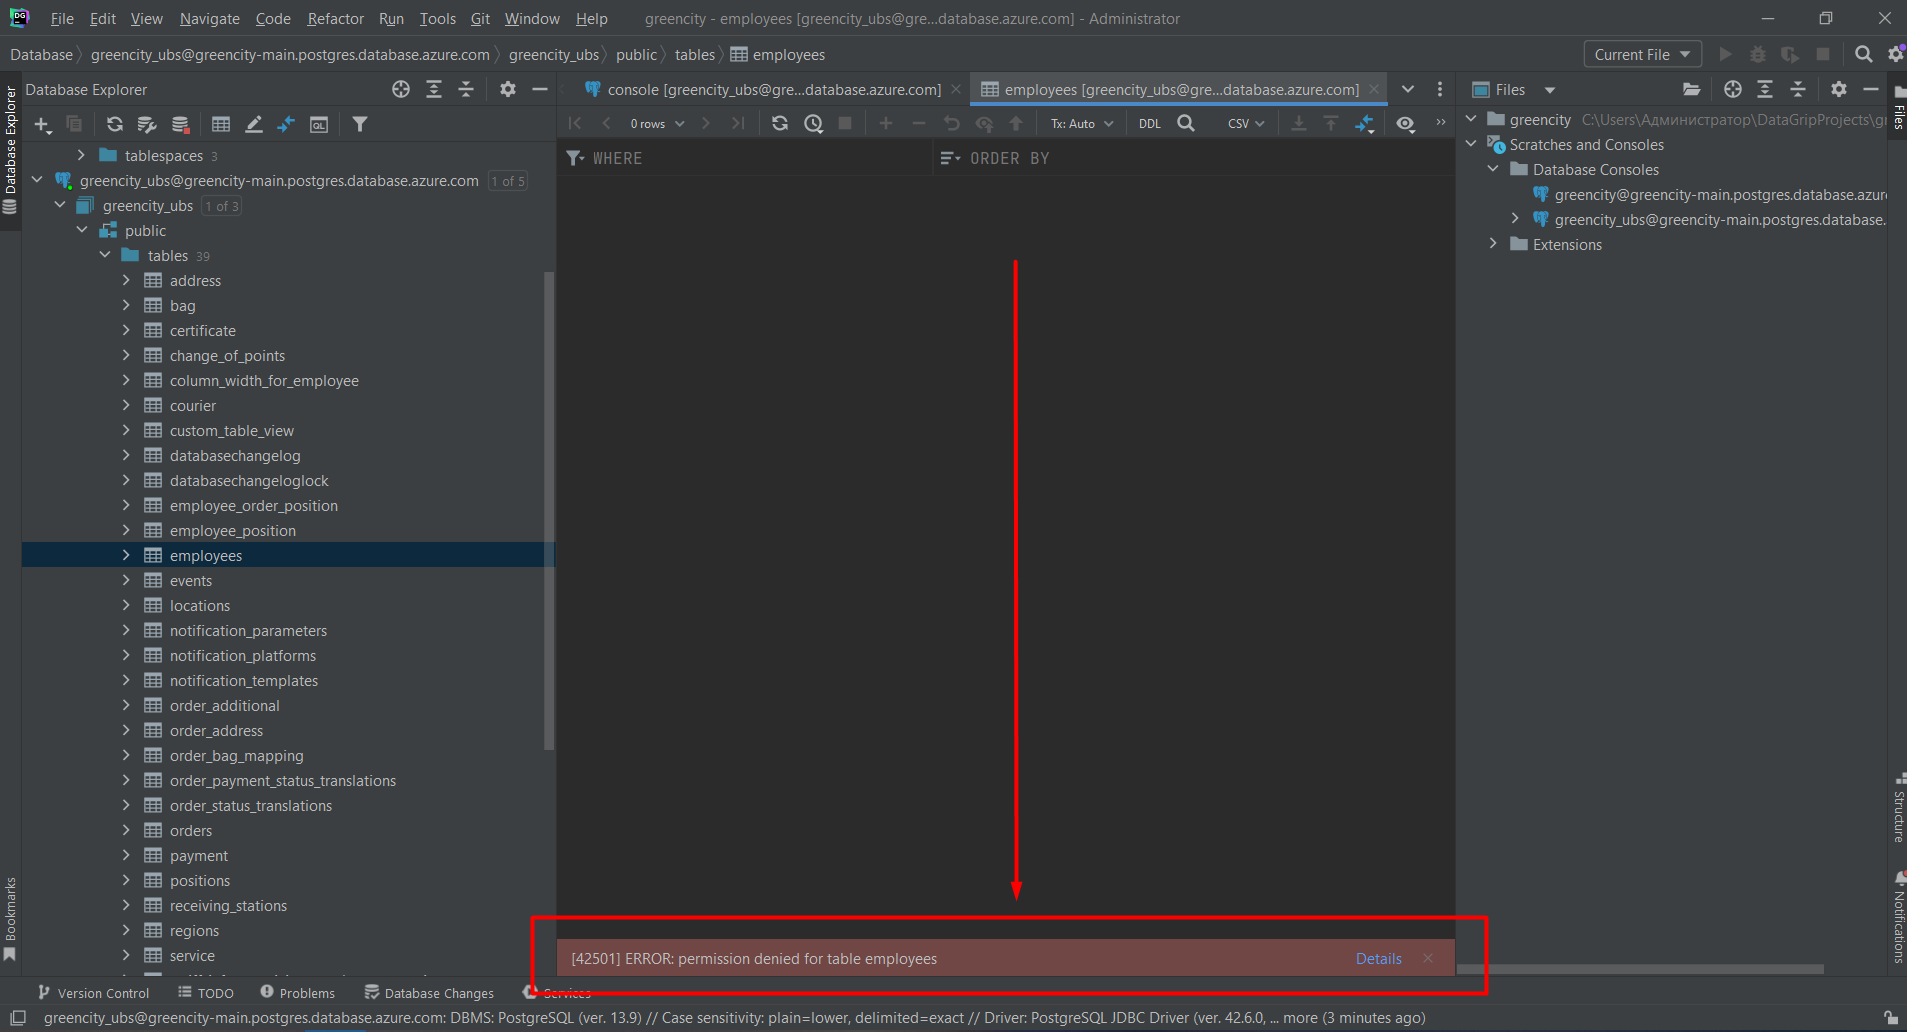 DG File Edit View Navigate Code Refactor Run Tools Git Window Help greencity - employees [greencity_ubs@gre...database.azure.com] - Administrator
Database greencity_ubs@greencity-main.postgres.database.azure.com greencity_ubs public tables employees Current File
Database Explorer
console [greencity_ubs@gre...database.azure.com]
employees [greencity_ubs@gre...database.azure.com]
Files
0 rows Tx: Auto DDL CSV
QL
WHERE ORDER BY
tablespaces 3
greencity_ubs@greencity-main.postgres.database.azure.com 1 of 5
greencity_ubs 1 of 3
public
tables 39
address
bag
certificate
change_of_points
column_width_for_employee
courier
custom_table_view
databasechangelog
databasechangeloglock
employee_order_position
employee_position
employees
events
locations
notification_parameters
notification_platforms
notification_templates
order_additional
order_address
order_bag_mapping
order_payment_status_translations
order_status_translations
orders
payment
positions
receiving_stations
regions
service
[42501] ERROR: permission denied for table employees Details
greencity C:\Users\Администратор\DataGripProjects\gr
Scratches and Consoles
Database Consoles
greencity@greencity-main.postgres.database.azur
greencity_ubs@greencity-main.postgres.database.
Extensions
Database Explorer
Bookmarks
Files
Structure
Notifications
Version Control TODO Problems Database Changes Services
greencity_ubs@greencity-main.postgres.database.azure.com: DBMS: PostgreSQL (ver. 13.9) // Case sensitivity: plain=lower, delimited=exact // Driver: PostgreSQL JDBC Driver (ver. 42.6.0, ... more (3 minutes ago)